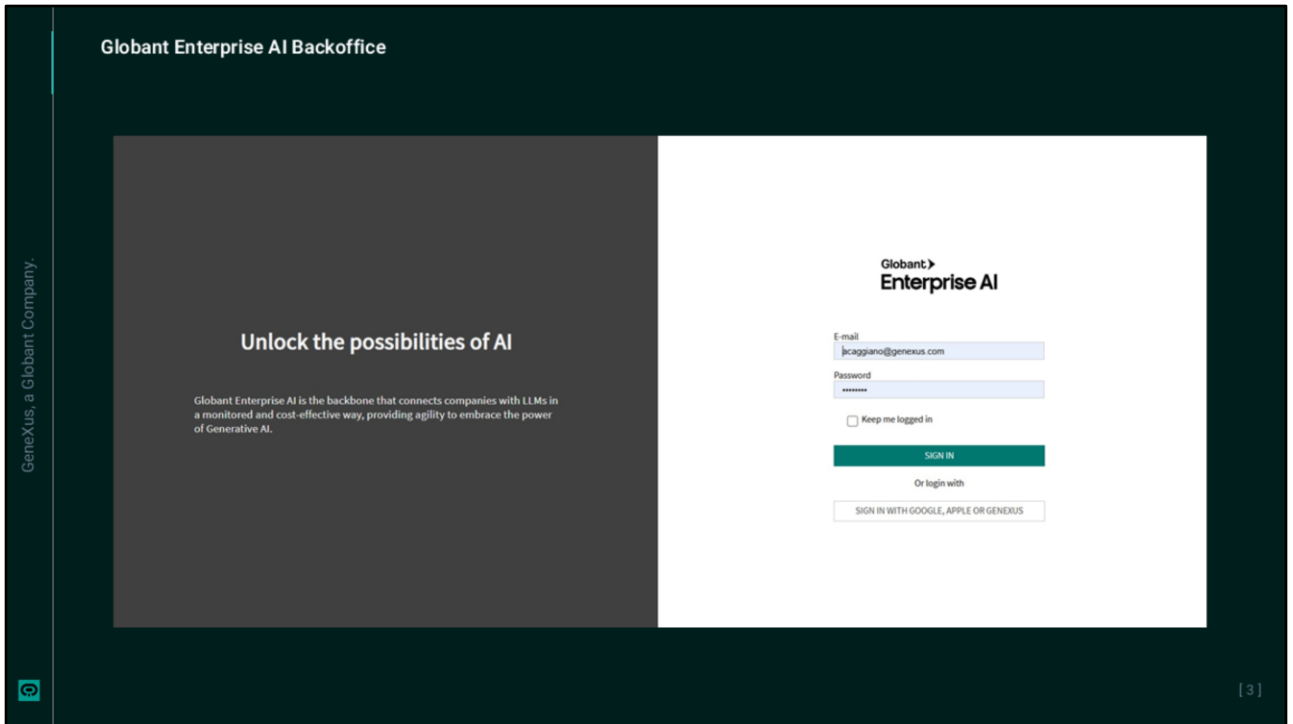 Globant Enterprise AI Backoffice
GeneXus, a Globant Company.
Unlock the possibilities of AI
Globant Enterprise AI is the backbone that connects companies with LLMs in
a monitored and cost-effective way, providing agility to embrace the power
of Generative AI.
Globant
Enterprise AI
E-mail
acaggiano@genexus.com
Password
••••••••
Keep me logged in
SIGN IN
Or login with
SIGN IN WITH GOOGLE, APPLE OR GENEXUS
[ 3 ]